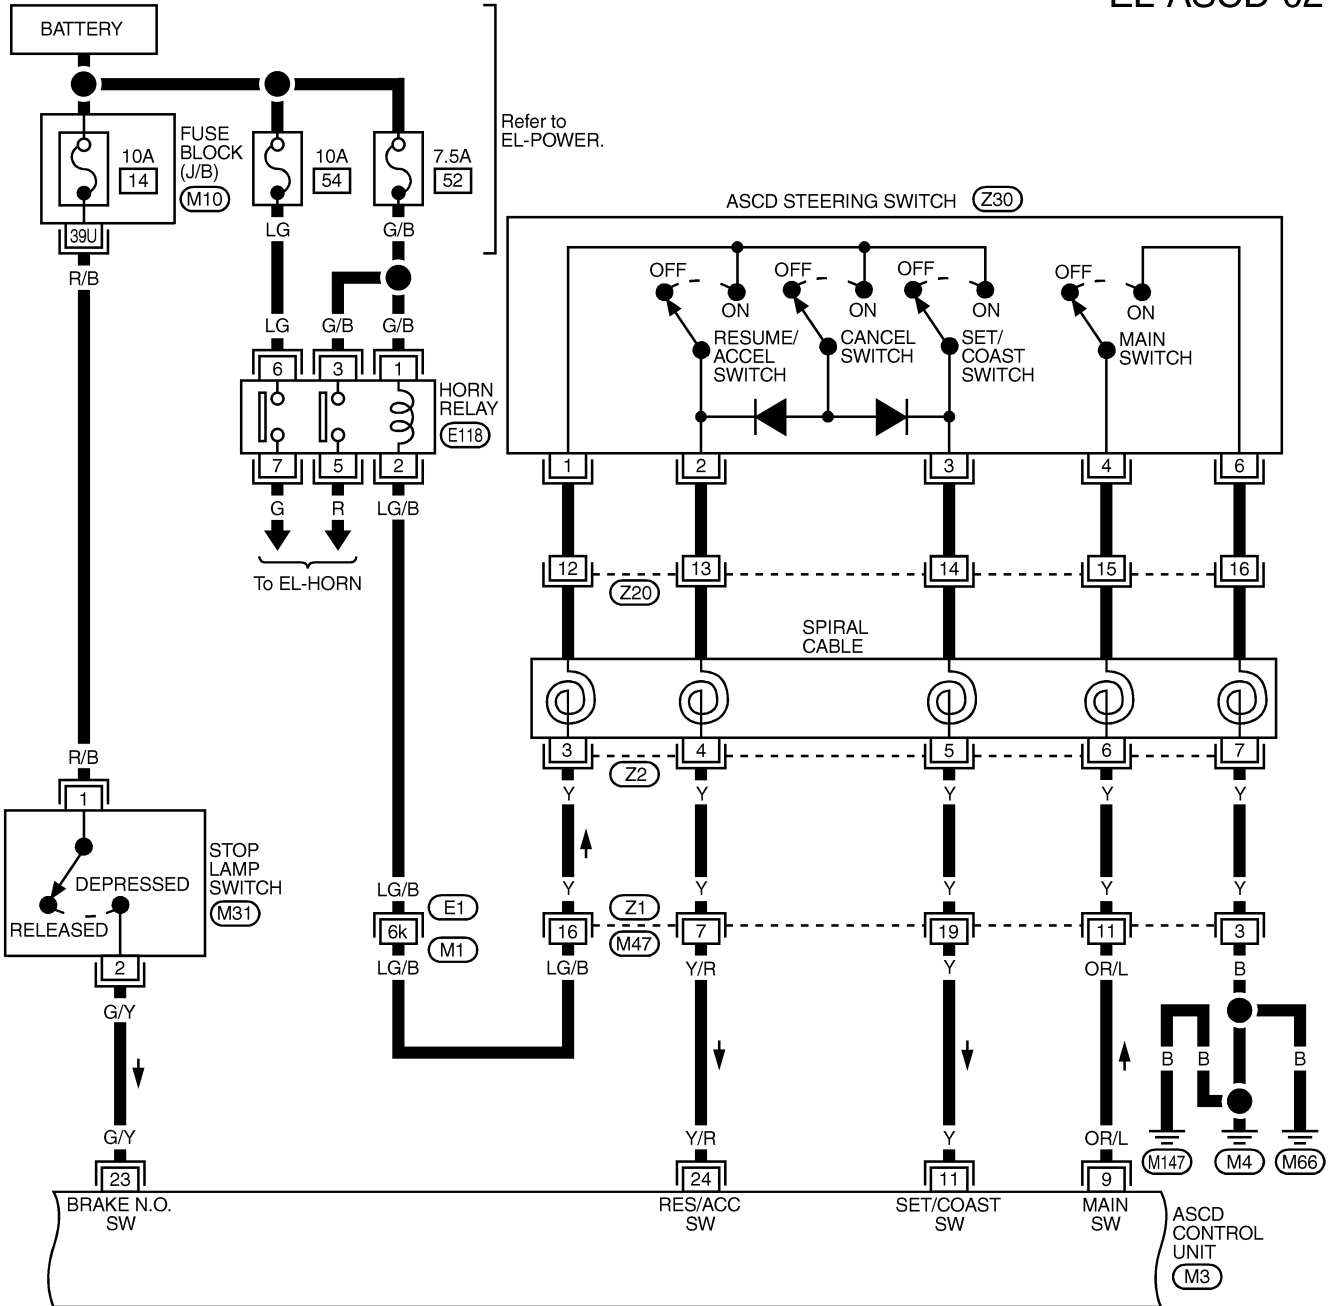 EL-ASCD-02
BATTERY
Refer to
EL-POWER.
FUSE
BLOCK
(J/B)
M10
10A
14
10A
54
7.5A
52
39U
LG
G/B
R/B
LG
G/B
G/B
6
3
1
HORN
RELAY
E118
7
5
2
G
R
LG/B
To EL-HORN
ASCD STEERING SWITCH
Z30
OFF
ON
RESUME/
ACCEL
SWITCH
OFF
ON
CANCEL
SWITCH
OFF
ON
SET/
COAST
SWITCH
OFF
ON
MAIN
SWITCH
1
2
3
4
6
12
13
14
15
16
Z20
SPIRAL
CABLE
3
4
5
6
7
Z2
Y
Y
Y
Y
Y
R/B
1
STOP
LAMP
SWITCH
M31
DEPRESSED
RELEASED
2
G/Y
LG/B
E1
6k
M1
LG/B
Y
Y
Y
Y
Y
Z1
16
7
19
11
3
M47
LG/B
Y/R
Y
OR/L
B
B
B
B
G/Y
Y/R
Y
OR/L
M147
M4
M66
23
24
11
9
BRAKE N.O.
SW
RES/ACC
SW
SET/COAST
SW
MAIN
SW
ASCD
CONTROL
UNIT
M3